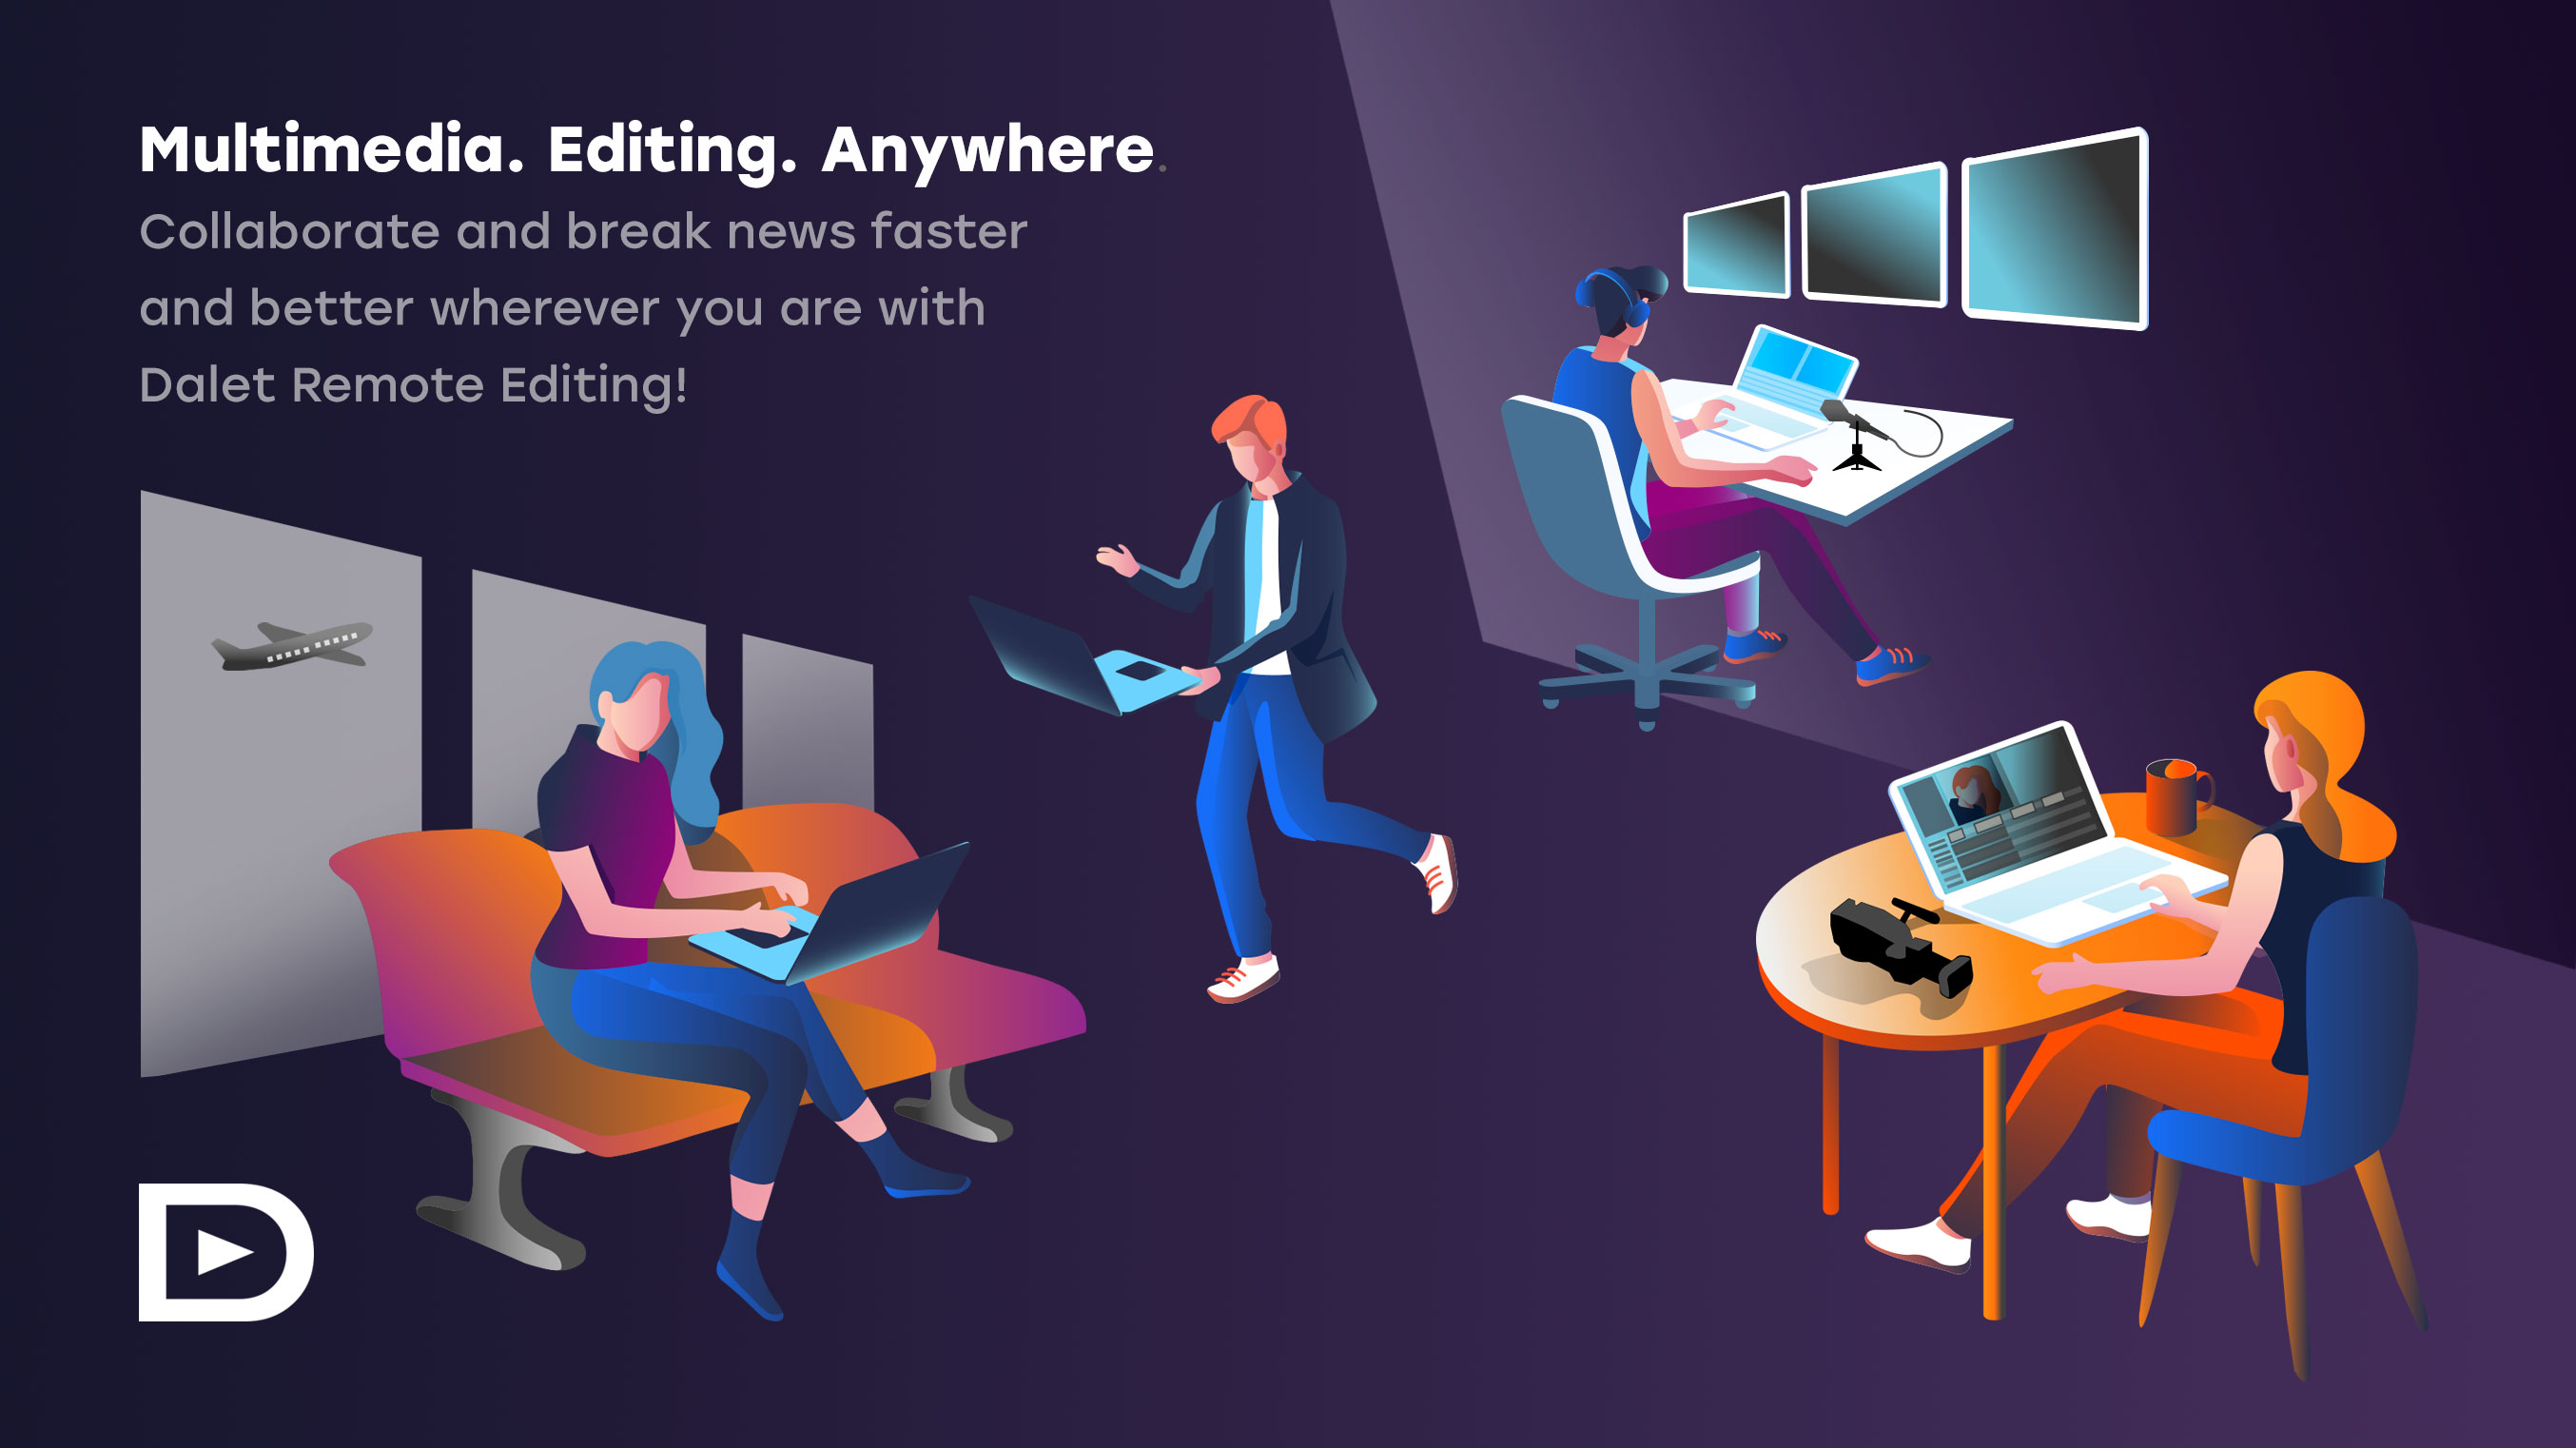 Multimedia. Editing. Anywhere.
Collaborate and break news faster
and better wherever you are with
Dalet Remote Editing!
D